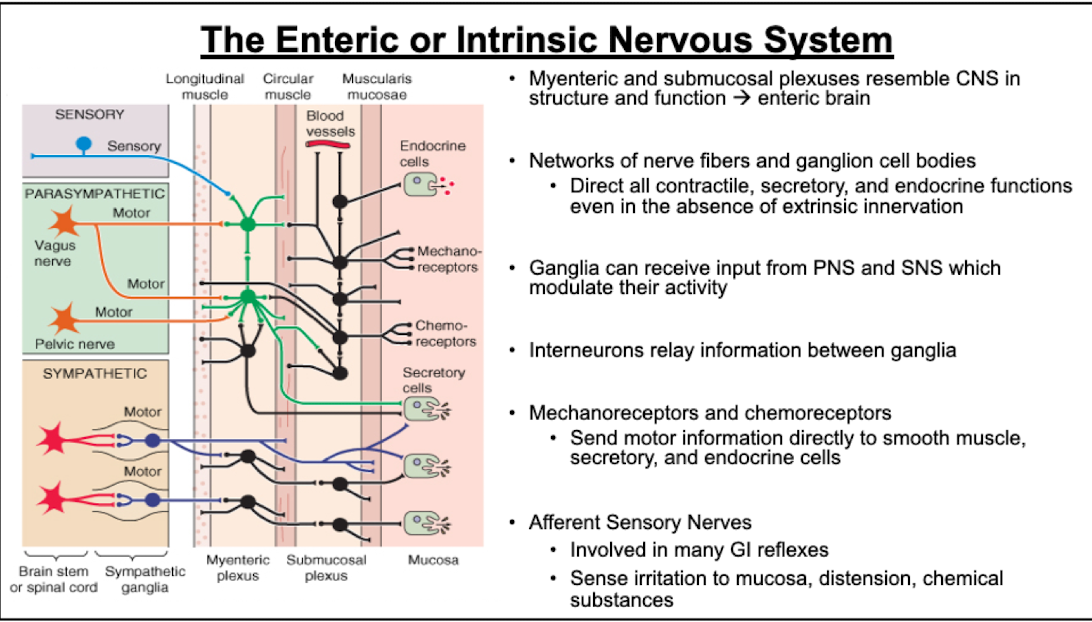 The Enteric or Intrinsic Nervous System
Longitudinal
muscle
Circular
muscle
Muscularis
mucosae
SENSORY
Sensory
Blood
vessels
Endocrine
cells
PARASYMPATHETIC
Motor
Vagus
nerve
Mechano-
receptors
Motor
Motor
Pelvic nerve
Chemo-
receptors
SYMPATHETIC
Secretory
cells
Motor
Motor
Brain stem
or spinal cord
Sympathetic
ganglia
Myenteric
plexus
Submucosal
plexus
Mucosa
• Myenteric and submucosal plexuses resemble CNS in
structure and function → enteric brain
• Networks of nerve fibers and ganglion cell bodies
• Direct all contractile, secretory, and endocrine functions
even in the absence of extrinsic innervation
• Ganglia can receive input from PNS and SNS which
modulate their activity
• Interneurons relay information between ganglia
• Mechanoreceptors and chemoreceptors
• Send motor information directly to smooth muscle,
secretory, and endocrine cells
• Afferent Sensory Nerves
• Involved in many GI reflexes
• Sense irritation to mucosa, distension, chemical
substances